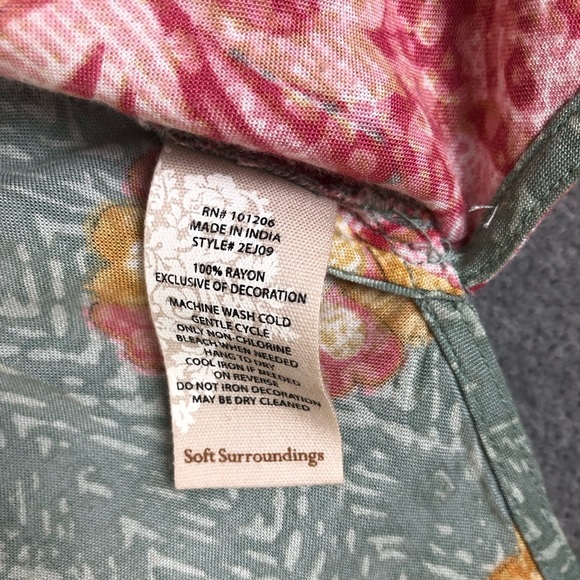 RN# 101206
MADE IN INDIA
STYLE# 2EJ09
100% RAYON
EXCLUSIVE OF DECORATION
MACHINE WASH COLD
GENTLE CYCLE
ONLY NON-CHLORINE
BLEACH WHEN NEEDED
HANG TO DRY
COOL IRON IF NEEDED
ON REVERSE
DO NOT IRON DECORATION
MAY BE DRY CLEANED
Soft Surroundings